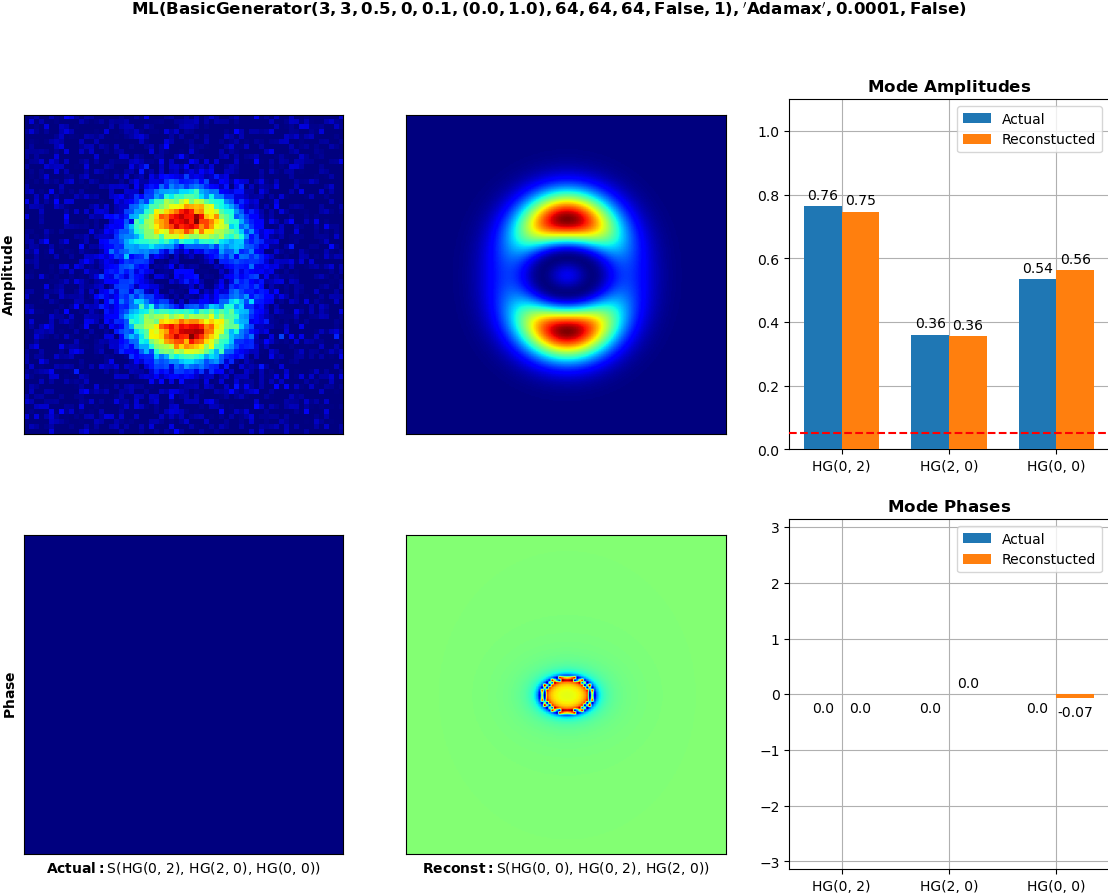 ML(BasicGenerator(3, 3, 0.5, 0, 0.1, (0.0, 1.0), 64, 64, 64, False, 1), ′Adamax′, 0.0001, False)
Amplitude
Mode Amplitudes
Actual
Reconstucted
1.0
0.8
0.6
0.4
0.2
0.0
0.76
0.75
0.36
0.36
0.54
0.56
HG(0, 2)
HG(2, 0)
HG(0, 0)
Phase
Actual: S(HG(0, 2), HG(2, 0), HG(0, 0))
Reconst: S(HG(0, 0), HG(0, 2), HG(2, 0))
Mode Phases
Actual
Reconstucted
3
2
1
0
−1
−2
−3
0.0
0.0
0.0
0.0
0.0
-0.07
HG(0, 2)
HG(2, 0)
HG(0, 0)